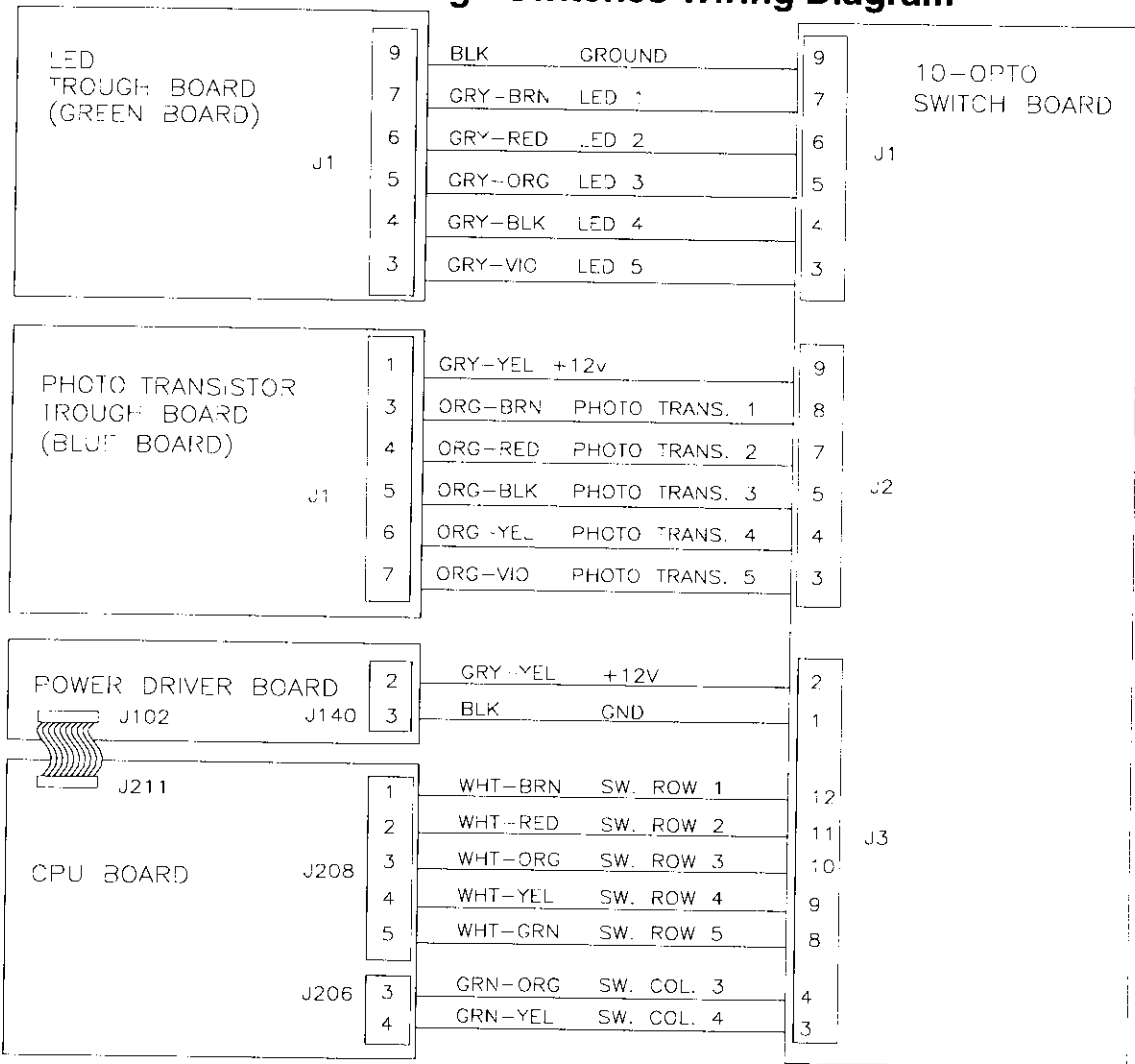 Switches Wiring Diagram
LED
TROUGH BOARD
(GREEN BOARD)
J1
9 BLK GROUND 9
7 GRY-BRN LED 1 7
6 GRY-RED LED 2 6
5 GRY-ORG LED 3 5
4 GRY-BLK LED 4 4
3 GRY-VIO LED 5 3
J1
10-OPTO
SWITCH BOARD
PHOTO TRANSISTOR
TROUGH BOARD
(BLUE BOARD)
J1
1 GRY-YEL +12v 9
3 ORG-BRN PHOTO TRANS. 1 8
4 ORG-RED PHOTO TRANS. 2 7
5 ORG-BLK PHOTO TRANS. 3 5
6 ORG-YEL PHOTO TRANS. 4 4
7 ORG-VIO PHOTO TRANS. 5 3
J2
POWER DRIVER BOARD
J102 J140
2 GRY-YEL +12V 2
3 BLK GND 1
J211
CPU BOARD
J208
1 WHT-BRN SW. ROW 1 12
2 WHT-RED SW. ROW 2 11
3 WHT-ORG SW. ROW 3 10
4 WHT-YEL SW. ROW 4 9
5 WHT-GRN SW. ROW 5 8
J3
J206
3 GRN-ORG SW. COL. 3 4
4 GRN-YEL SW. COL. 4 3